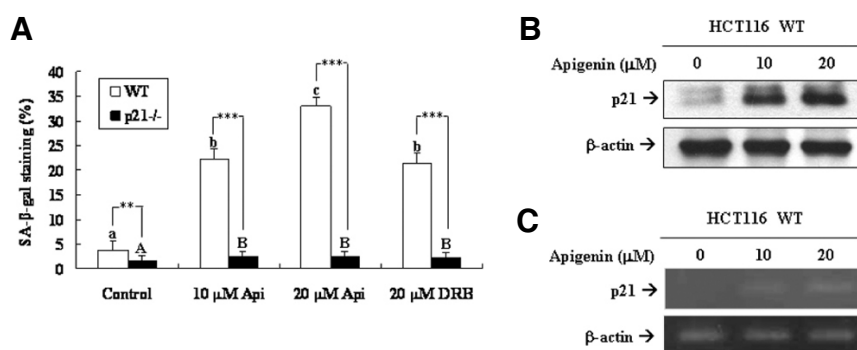 A
SA-β-gal staining (%)
40
35
30
25
20
15
10
5
0
WT
p21-/-
**
***
***
***
a
A
b
B
c
B
b
B
Control
10 μM Api
20 μM Api
20 μM DRB
B
HCT116 WT
Apigenin (μM) 0 10 20
p21 →
β-actin →
C
HCT116 WT
Apigenin (μM) 0 10 20
p21 →
β-actin →